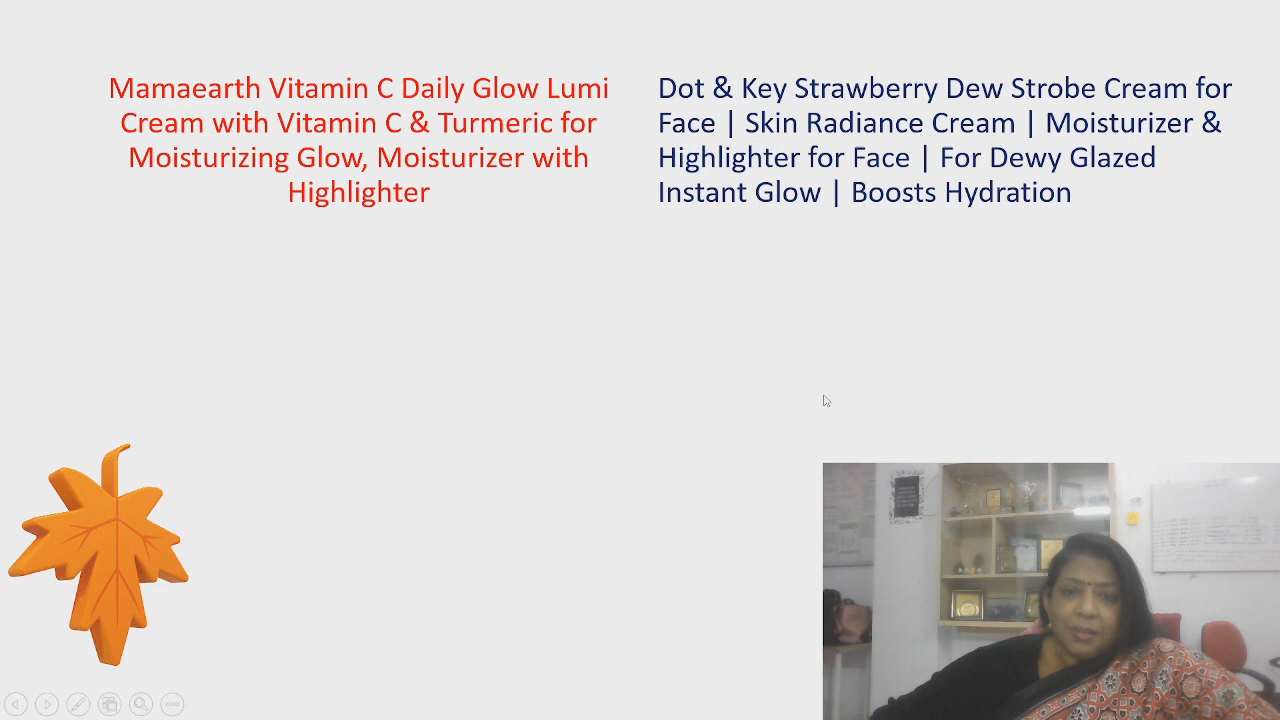 Mamaearth Vitamin C Daily Glow Lumi
Cream with Vitamin C & Turmeric for
Moisturizing Glow, Moisturizer with
Highlighter
Dot & Key Strawberry Dew Strobe Cream for
Face | Skin Radiance Cream | Moisturizer &
Highlighter for Face | For Dewy Glazed
Instant Glow | Boosts Hydration